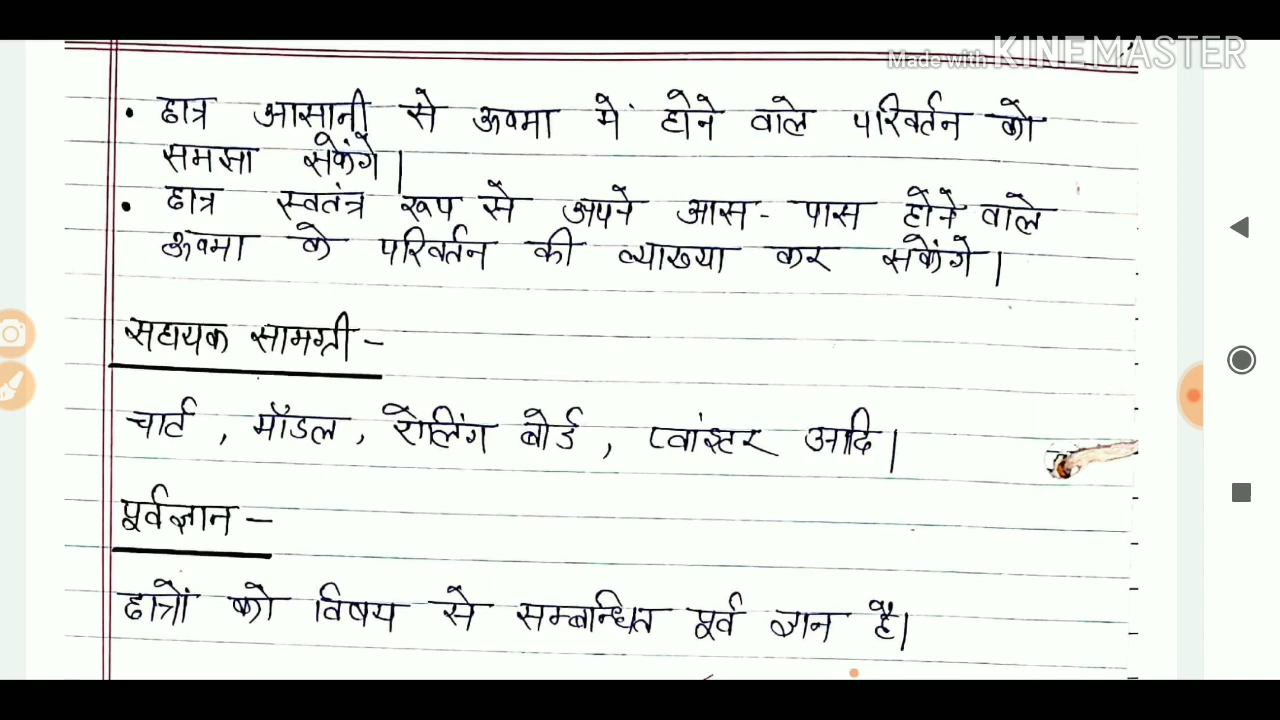 Made with KINEMASTER
• छात्र आसानी से ऊष्मा में होने वाले परिवर्तन को
समझा सकेंगे।
• छात्र स्वतंत्र रूप से अपने आस-पास होने वाले
ऊष्मा के परिवर्तन की व्याख्या कर सकेंगे।
सहायक सामग्री-
चार्ट, मॉडल, रोलिंग बोर्ड, प्वांइटर आदि।
पूर्वज्ञान-
छात्रों को विषय से सम्बन्धित पूर्व ज्ञान है।